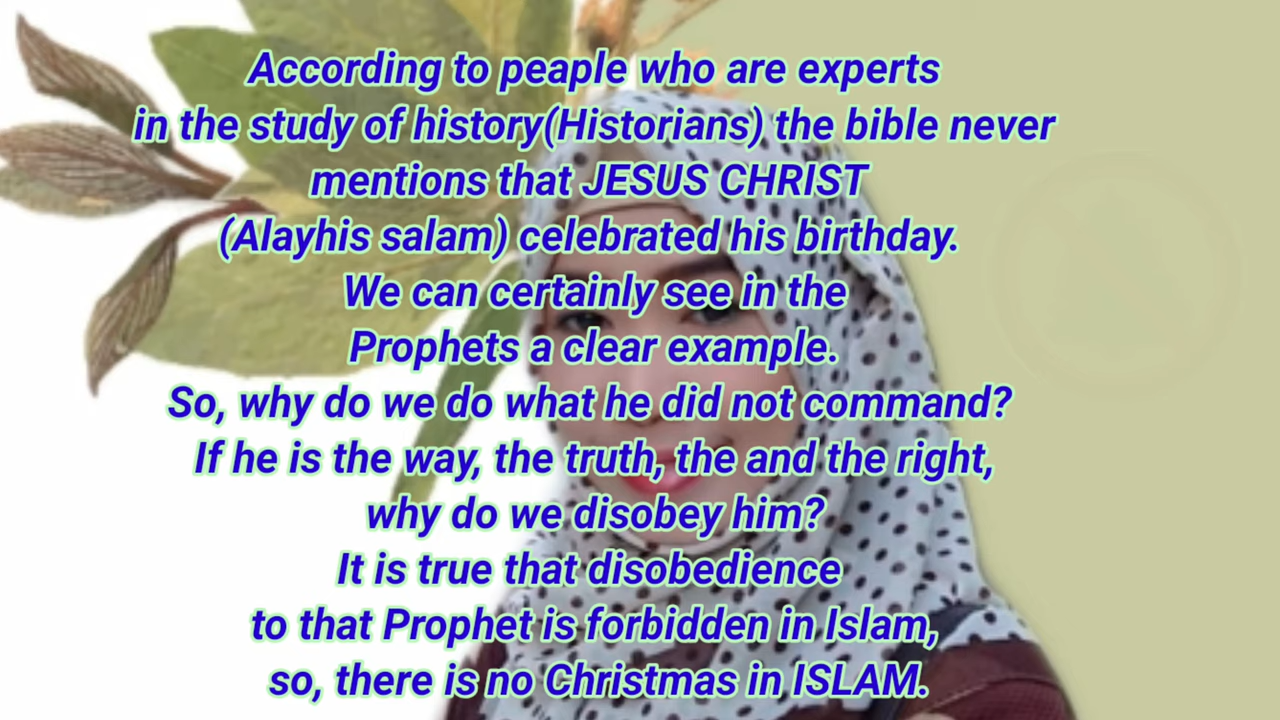 According to peaple who are experts
in the study of history(Historians) the bible never
mentions that JESUS CHRIST
(Alayhis salam) celebrated his birthday.
We can certainly see in the
Prophets a clear example.
So, why do we do what he did not command?
If he is the way, the truth, the and the right,
why do we disobey him?
It is true that disobedience
to that Prophet is forbidden in Islam,
so, there is no Christmas in ISLAM.